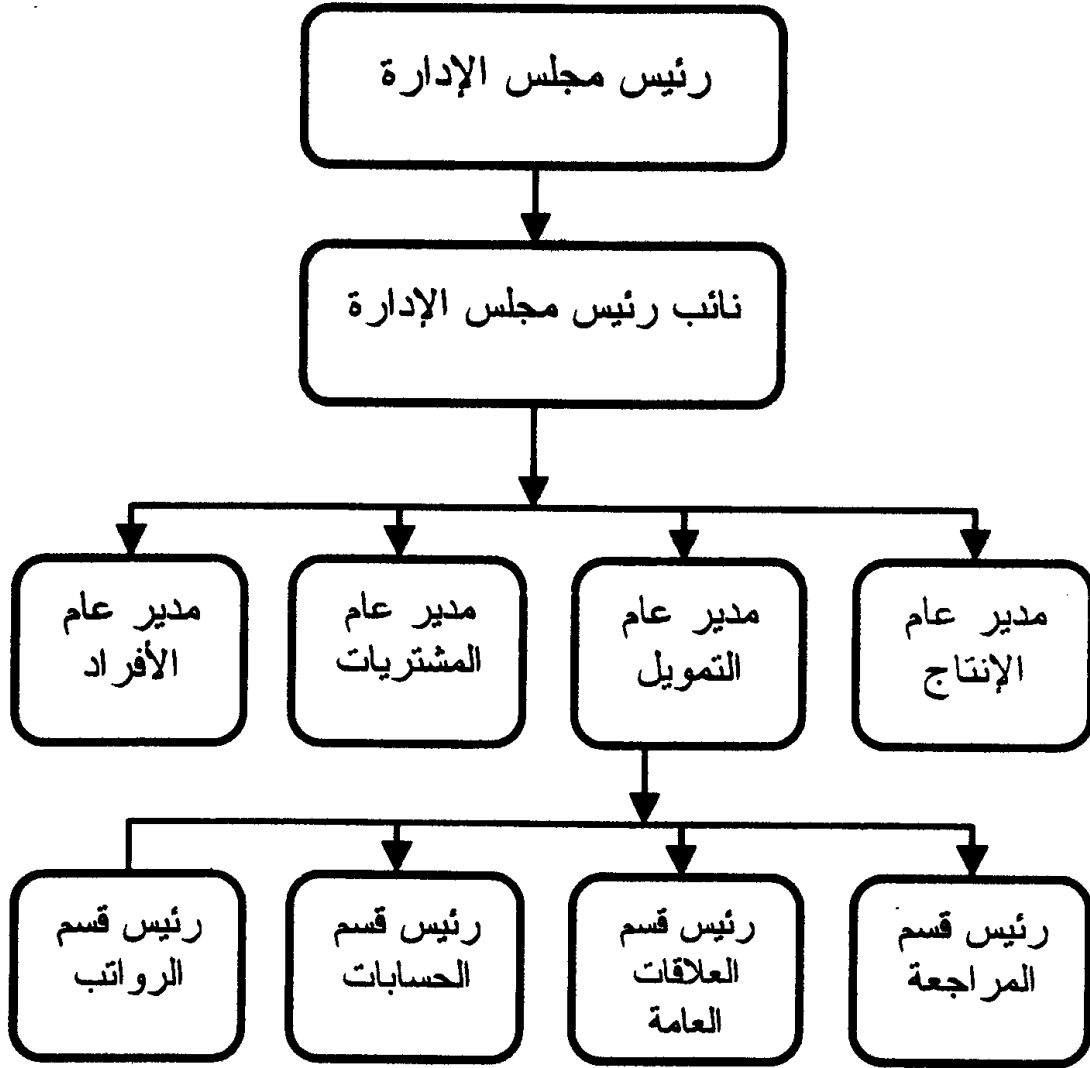 رئيس مجلس الإدارة
نائب رئيس مجلس الإدارة
مدير عام
الإنتاج
مدير عام
التمويل
مدير عام
المشتريات
مدير عام
الأفراد
رئيس قسم
المراجعة
رئيس قسم
العلاقات
العامة
رئيس قسم
الحسابات
رئيس قسم
الرواتب